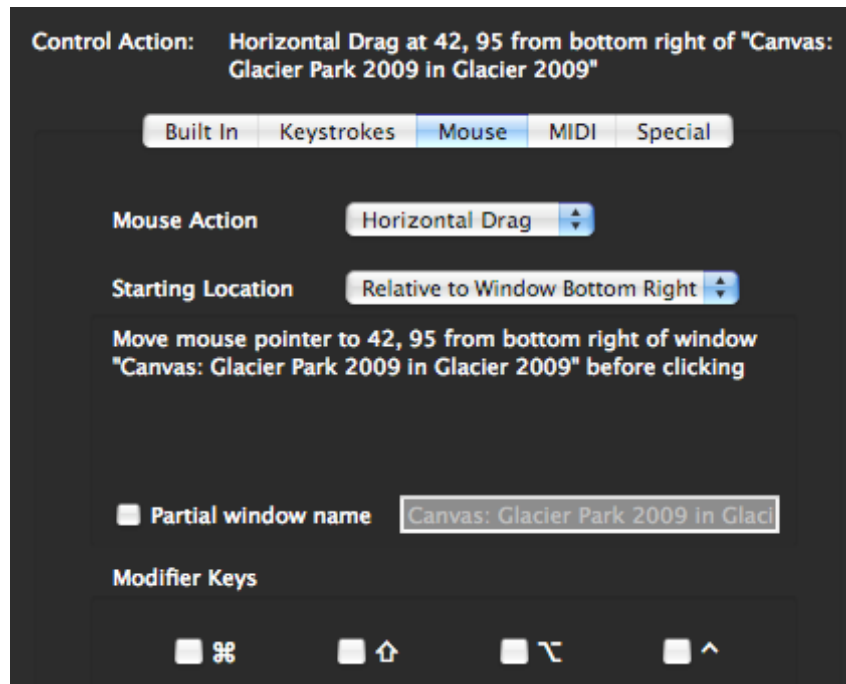 Control Action: Horizontal Drag at 42, 95 from bottom right of "Canvas:
Glacier Park 2009 in Glacier 2009"
Built In Keystrokes Mouse MIDI Special
Mouse Action Horizontal Drag
Starting Location Relative to Window Bottom Right
Move mouse pointer to 42, 95 from bottom right of window
"Canvas: Glacier Park 2009 in Glacier 2009" before clicking
Partial window name Canvas: Glacier Park 2009 in Glaci
Modifier Keys
⌘ ⇧ ⌥ ^